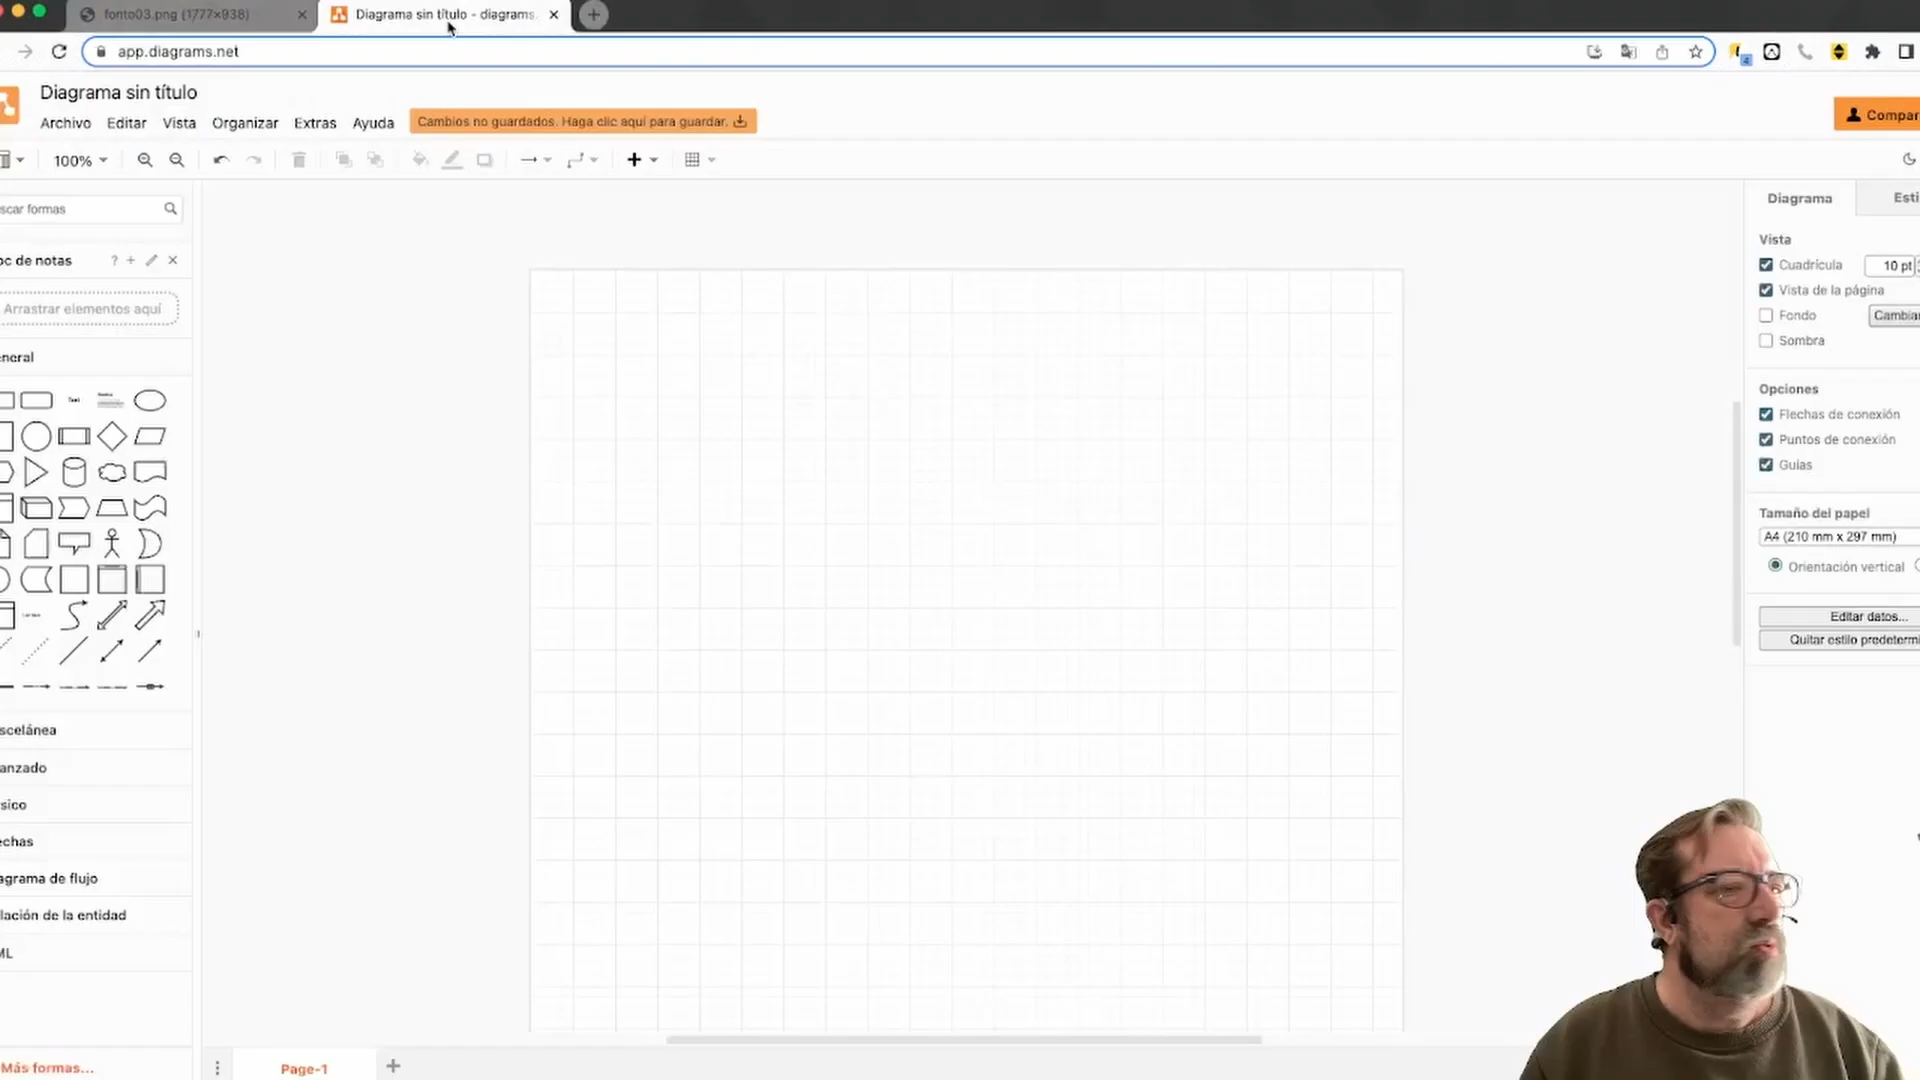 fonto03.png (1777×938)
Diagrama sin título - diagrams.
app.diagrams.net
4
Diagrama sin título
Archivo Editar Vista Organizar Extras Ayuda
Cambios no guardados. Haga clic aquí para guardar.
Compar
100%
scar formas
oc de notas
?
Arrastrar elementos aquí
eneral
Text
scelánea
anzado
sico
echas
agrama de flujo
lación de la entidad
ML
Más formas...
Page-1
Diagrama
Esti
Vista
Cuadrícula
10 pt
Vista de la página
Fondo
Cambiar
Sombra
Opciones
Flechas de conexión
Puntos de conexión
Guías
Tamaño del papel
A4 (210 mm x 297 mm)
Orientación vertical
Editar datos...
Quitar estilo predetermi